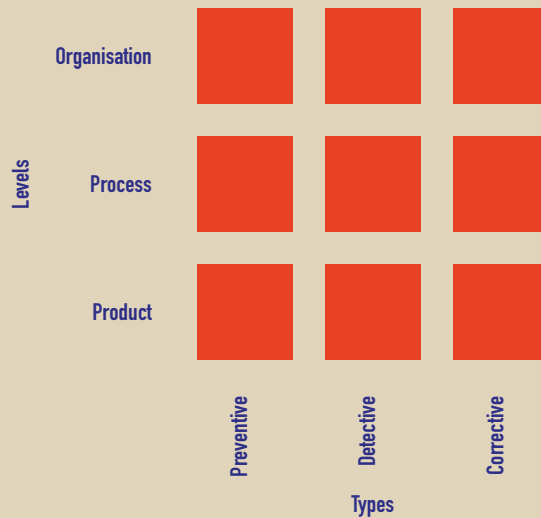 Organisation
Levels
Process
Product
Preventive
Detective
Corrective
Types